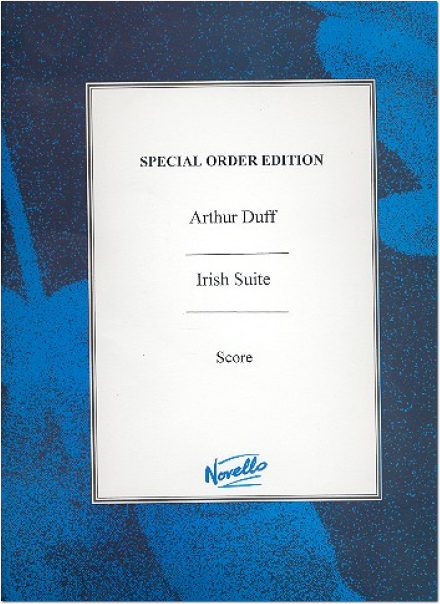 SPECIAL ORDER EDITION
Arthur Duff
Irish Suite
Score
Novello